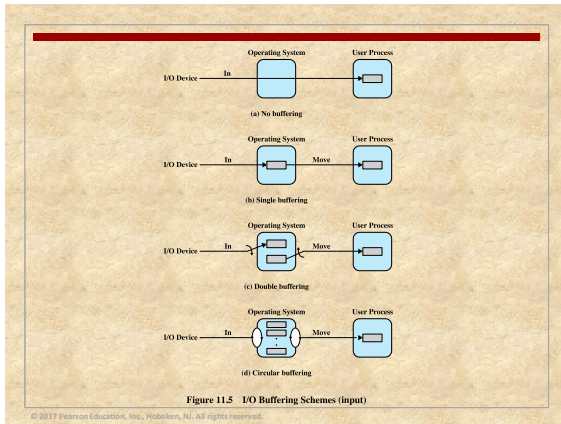 Operating System User Process
I/O Device In
(a) No buffering
Operating System User Process
I/O Device In Move
(b) Single buffering
Operating System User Process
I/O Device In Move
(c) Double buffering
Operating System User Process
I/O Device In Move
(d) Circular buffering
Figure 11.5 I/O Buffering Schemes (input)
© 2017 Pearson Education, Inc., Hoboken, NJ. All rights reserved.